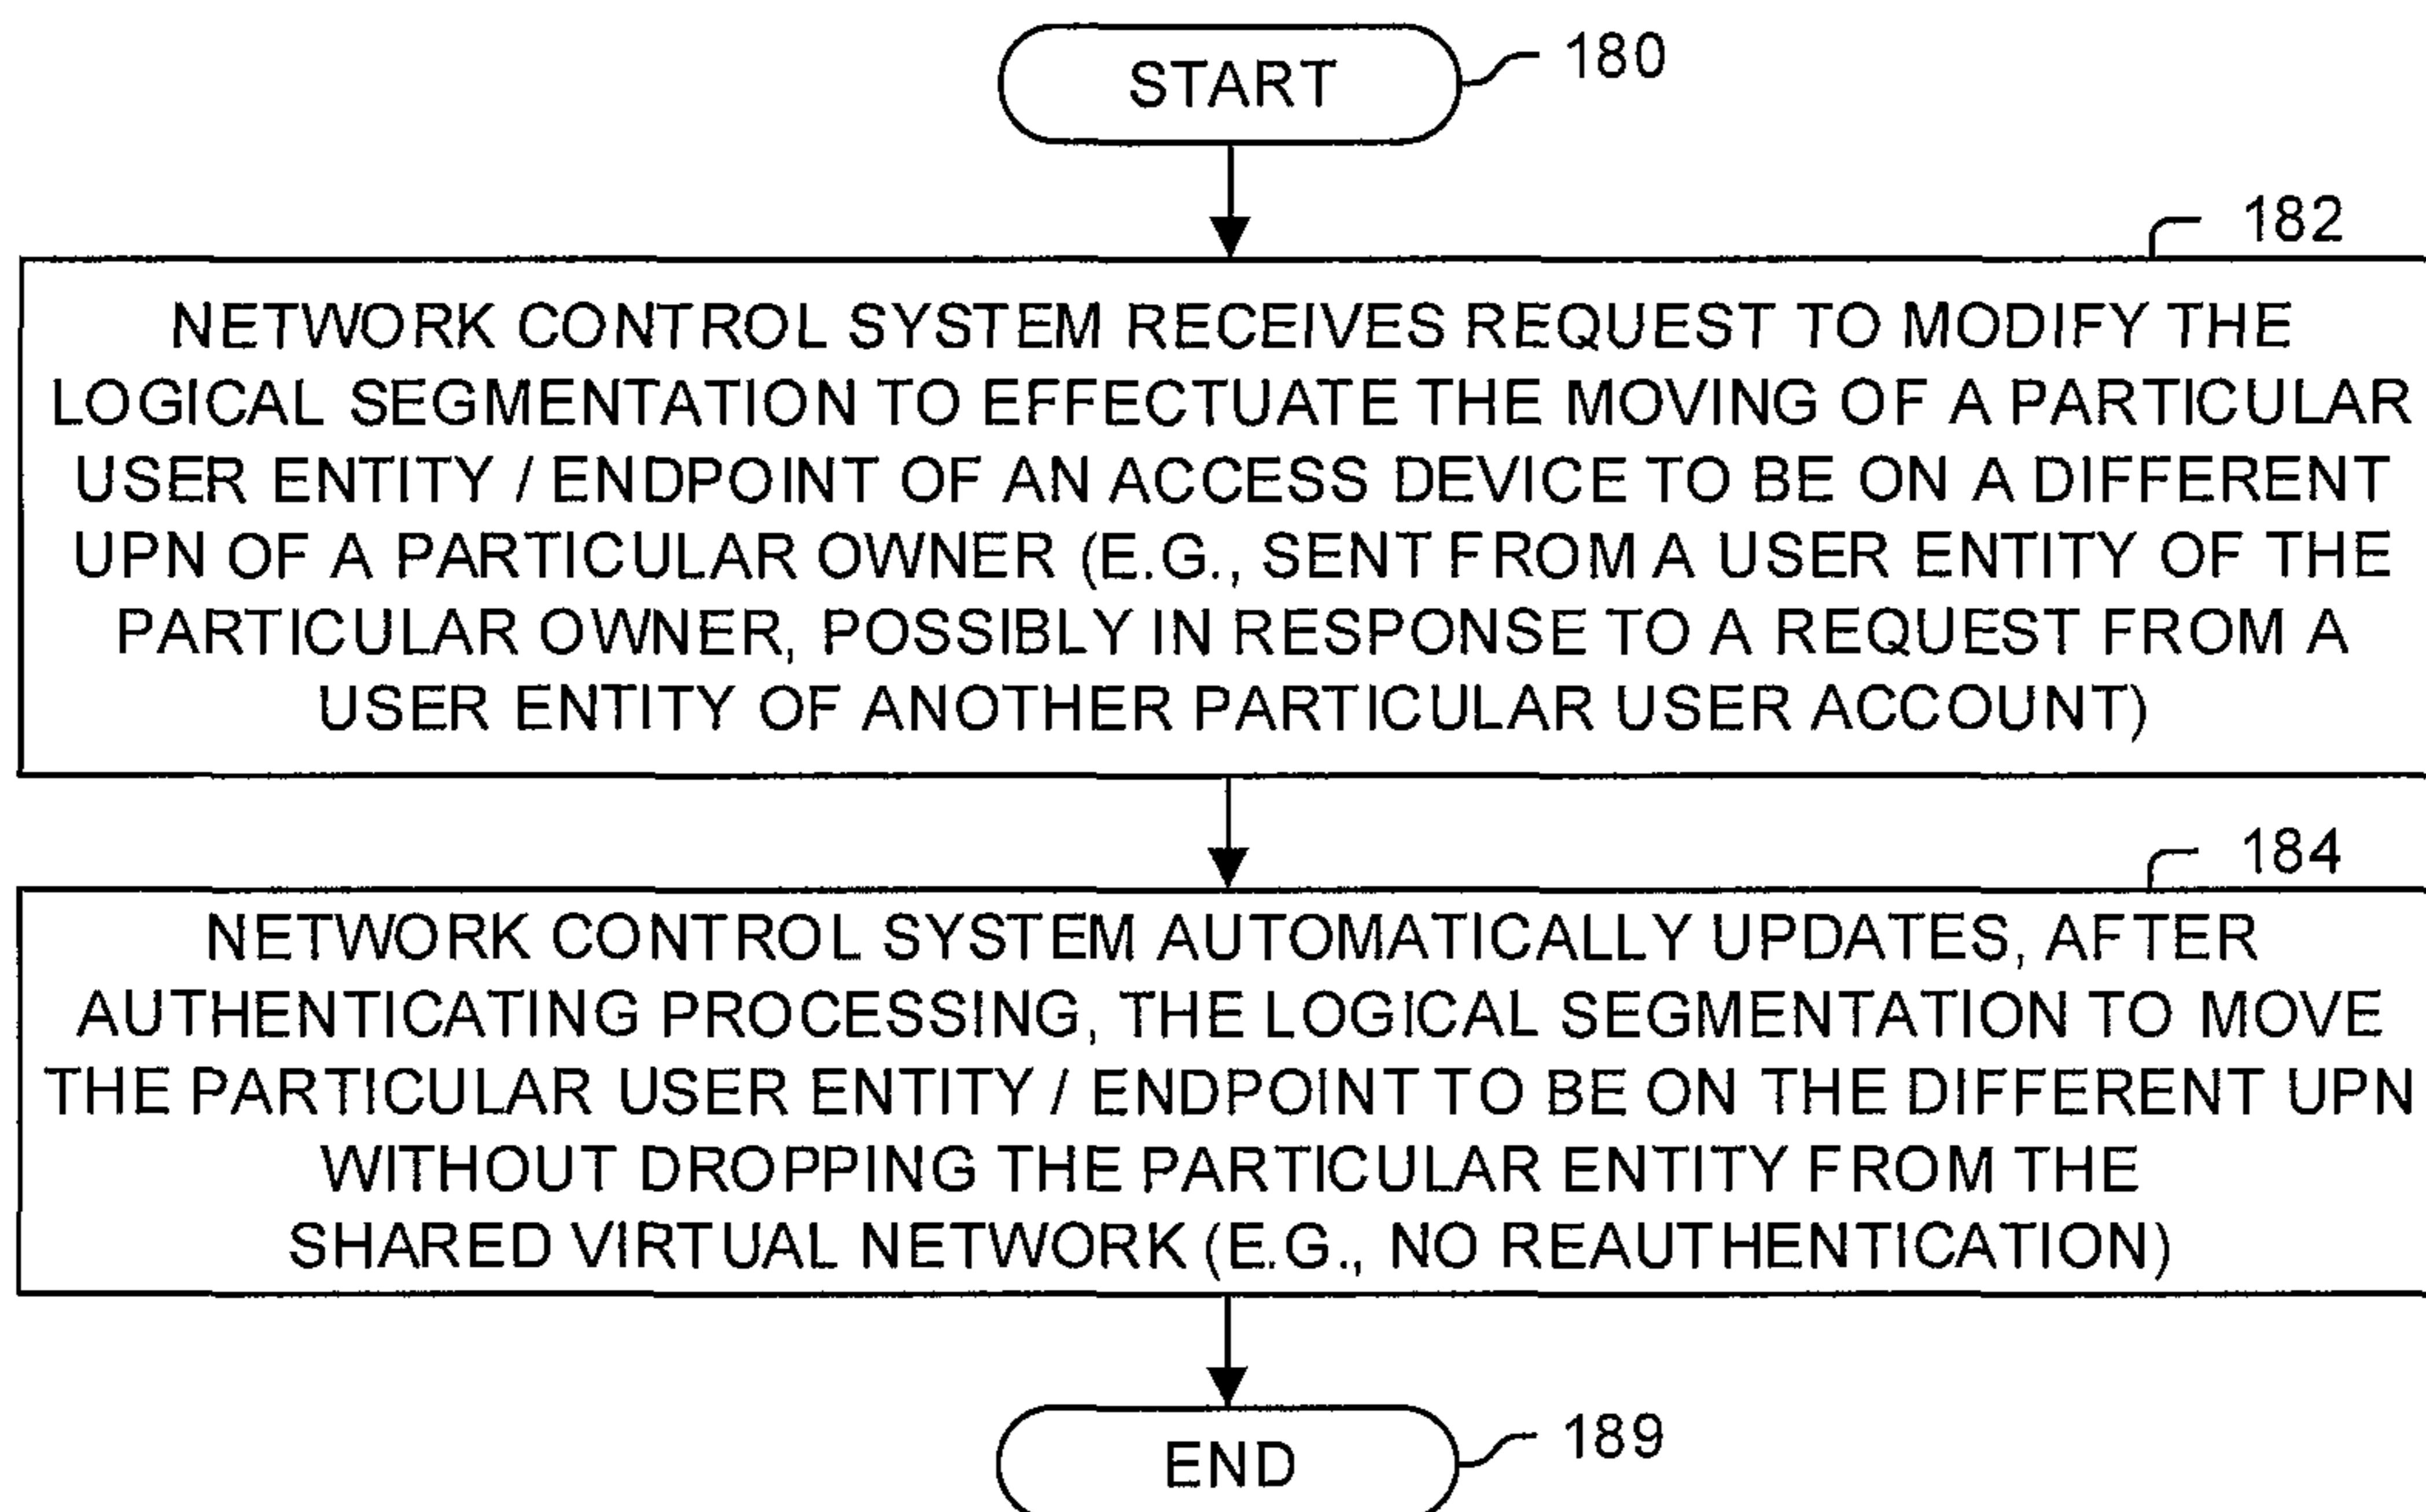 START
180
182
NETWORK CONTROL SYSTEM RECEIVES REQUEST TO MODIFY THE
LOGICAL SEGMENTATION TO EFFECTUATE THE MOVING OF A PARTICULAR
USER ENTITY / ENDPOINT OF AN ACCESS DEVICE TO BE ON A DIFFERENT
UPN OF A PARTICULAR OWNER (E.G., SENT FROM A USER ENTITY OF THE
PARTICULAR OWNER, POSSIBLY IN RESPONSE TO A REQUEST FROM A
USER ENTITY OF ANOTHER PARTICULAR USER ACCOUNT)
184
NETWORK CONTROL SYSTEM AUTOMATICALLY UPDATES, AFTER
AUTHENTICATING PROCESSING, THE LOGICAL SEGMENTATION TO MOVE
THE PARTICULAR USER ENTITY / ENDPOINT TO BE ON THE DIFFERENT UPN
WITHOUT DROPPING THE PARTICULAR ENTITY FROM THE
SHARED VIRTUAL NETWORK (E.G., NO REAUTHENTICATION)
END
189